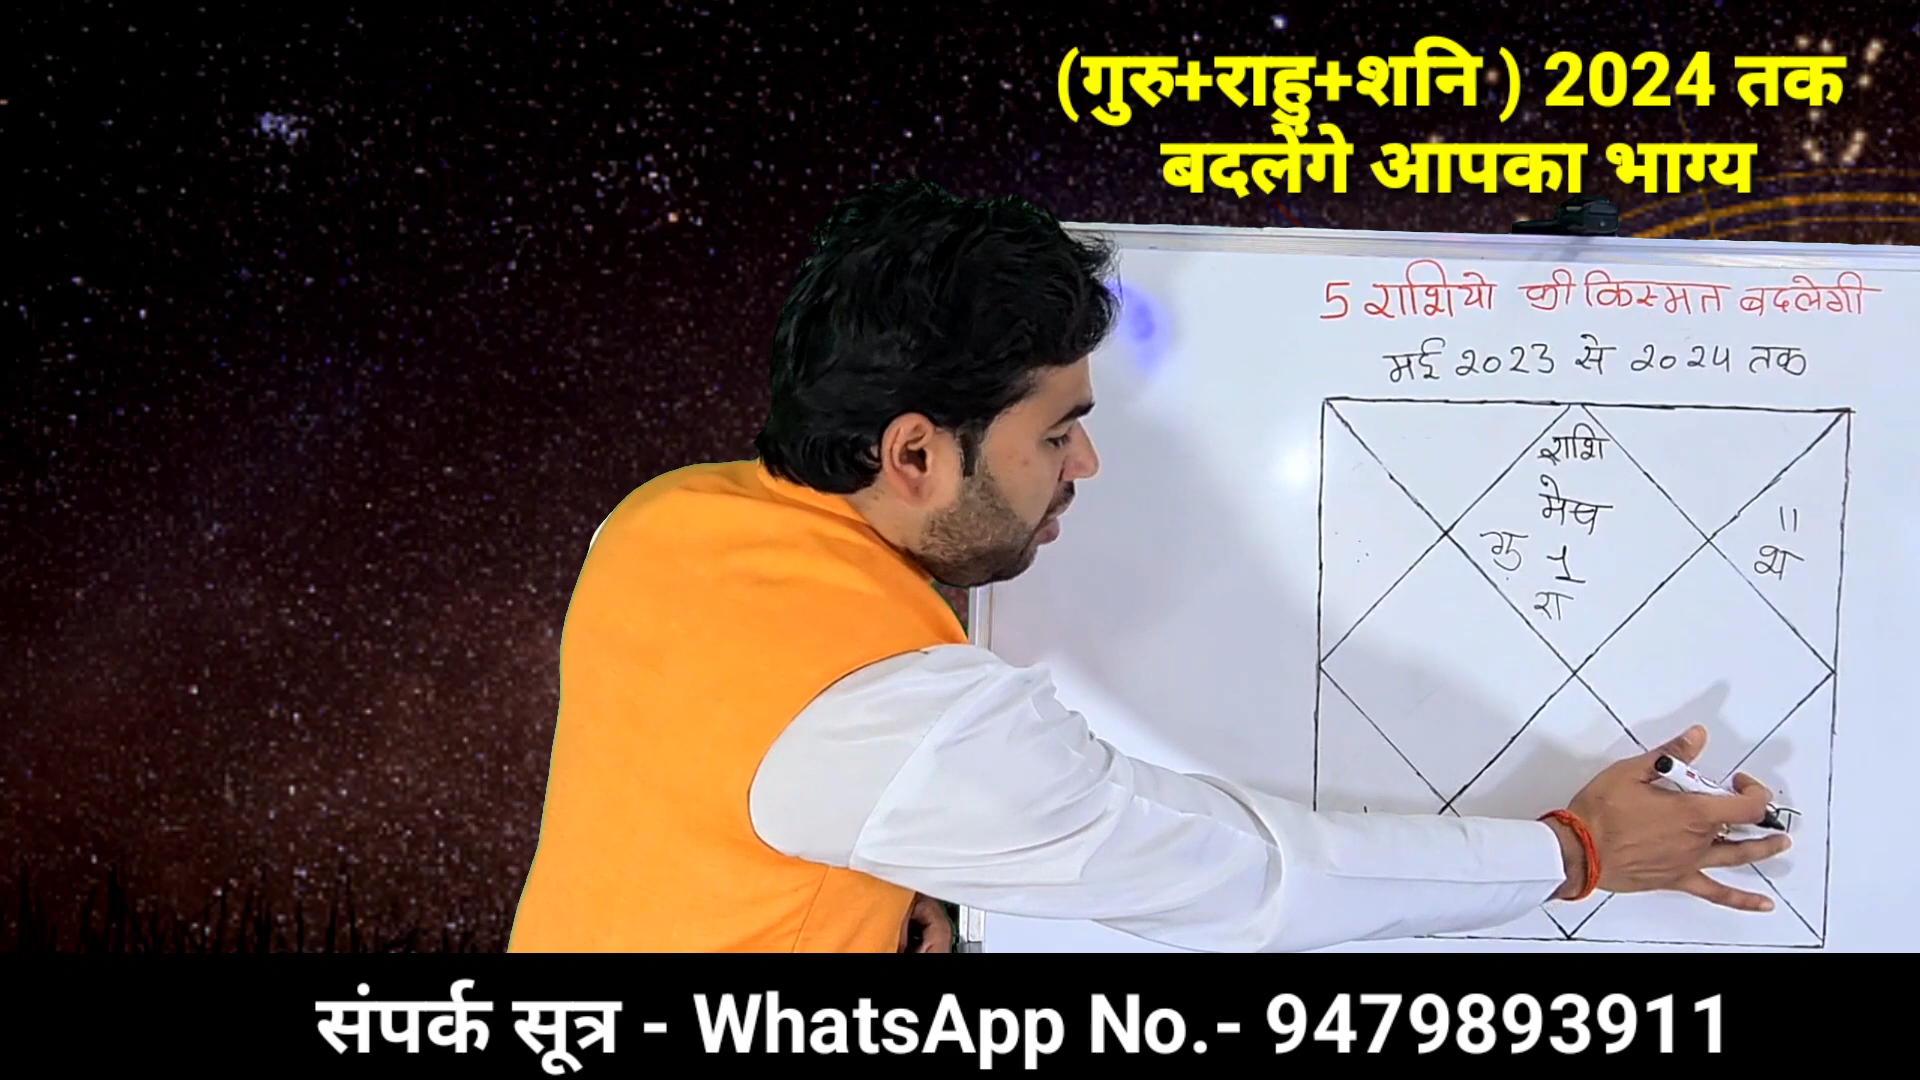 (गुरु+राहु+शनि ) 2024 तक
बदलेंगे आपका भाग्य
5 राशियो की किस्मत बदलेगी
मई 2023 से 2024 तक
राशि
मेष
गु 1
रा
11
श
संपर्क सूत्र - WhatsApp No.- 9479893911